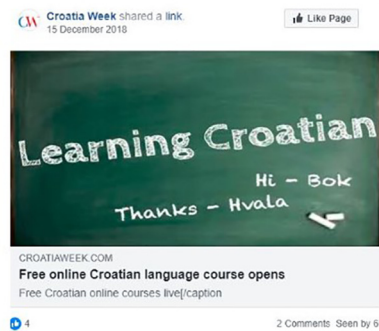 CW Croatia Week shared a link. Like Page
15 December 2018
Learning Croatian
Hi - Bok
Thanks - Hvala
CROATIAWEEK.COM
Free online Croatian language course opens
Free Croatian online courses live[/caption
4 2 Comments Seen by 6